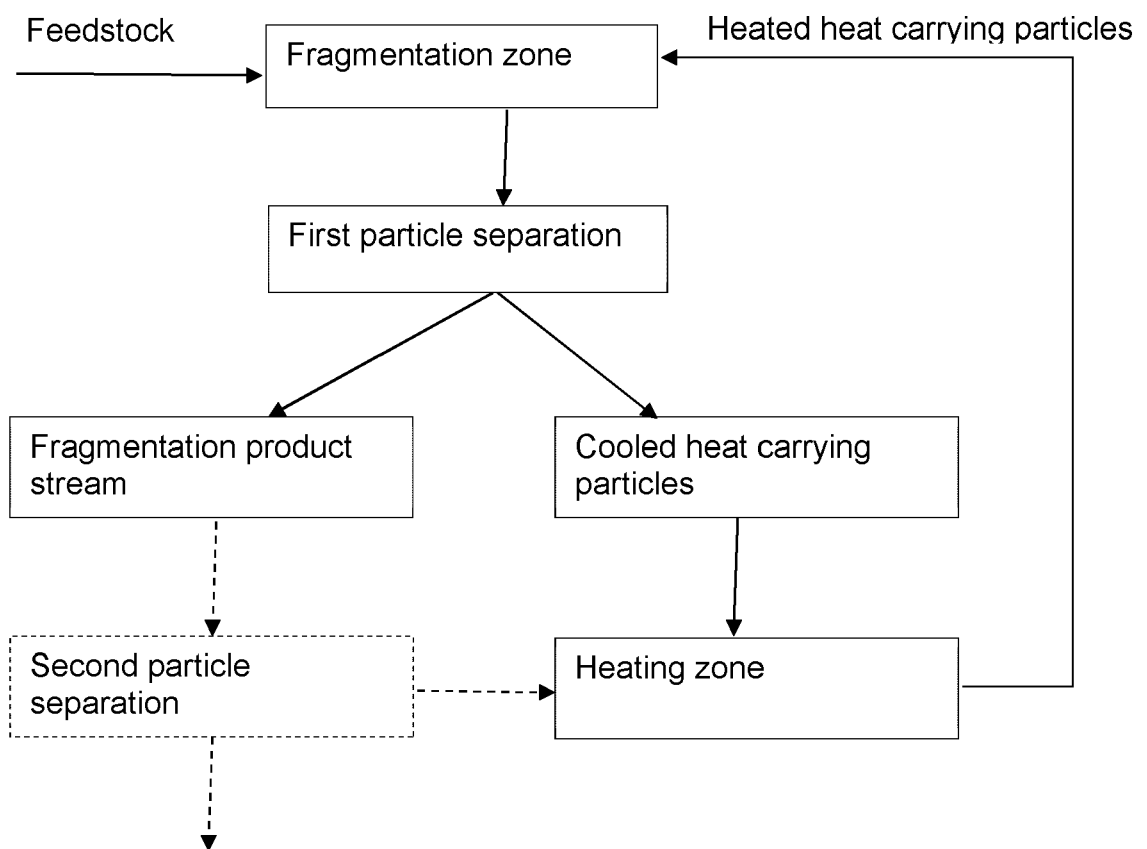 Feedstock
Heated heat carrying particles
Fragmentation zone
First particle separation
Fragmentation product
stream
Cooled heat carrying
particles
Second particle
separation
Heating zone